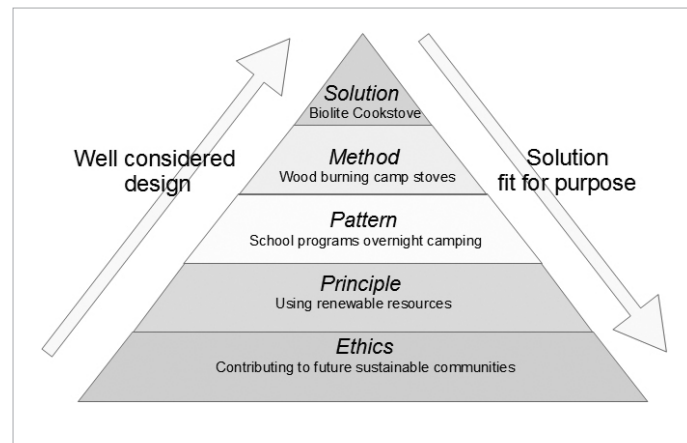 Solution
Biolite Cookstove
Well considered
design
Method
Wood burning camp stoves
Solution
fit for purpose
Pattern
School programs overnight camping
Principle
Using renewable resources
Ethics
Contributing to future sustainable communities